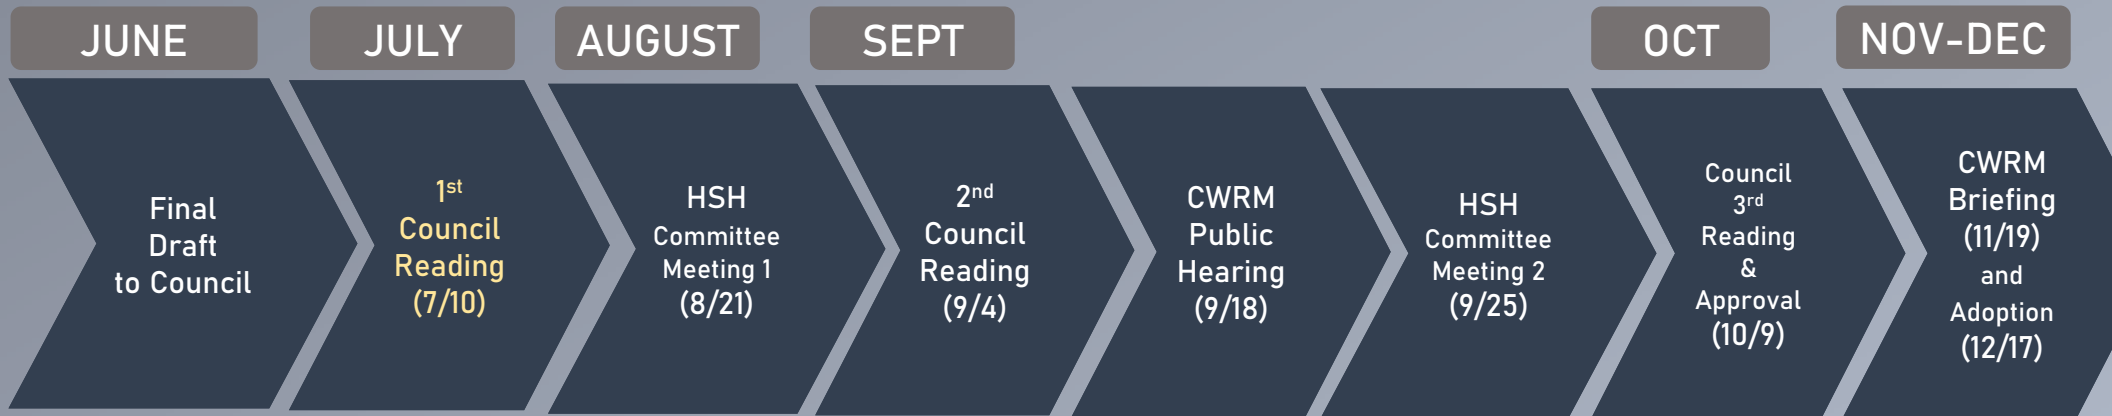 JUNE
JULY
AUGUST
SEPT
OCT
NOV-DEC
Final
Draft
to Council
1st
Council
Reading
(7/10)
HSH
Committee
Meeting 1
(8/21)
2nd
Council
Reading
(9/4)
CWRM
Public
Hearing
(9/18)
HSH
Committee
Meeting 2
(9/25)
Council
3rd
Reading
&
Approval
(10/9)
CWRM
Briefing
(11/19)
and
Adoption
(12/17)